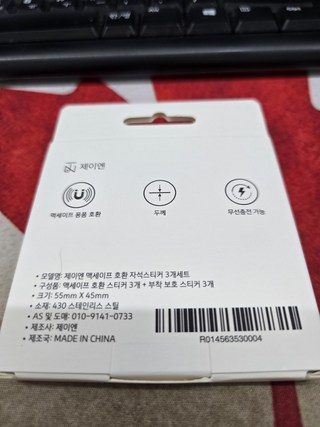 제이엔
맥세이프 용품 호환
두께
무선충전 가능
• 모델명: 제이엔 맥세이프 호환 자석스티커 3개세트
• 구성품: 맥세이프 호환 스티커 3개 + 부착 보호 스티커 3개
• 크기: 55mm X 45mm
• 소재: 430 스테인리스 스틸
• AS 및 도매: 010-9141-0733
• 제조사: 제이엔
• 제조국: MADE IN CHINA
R014563530004